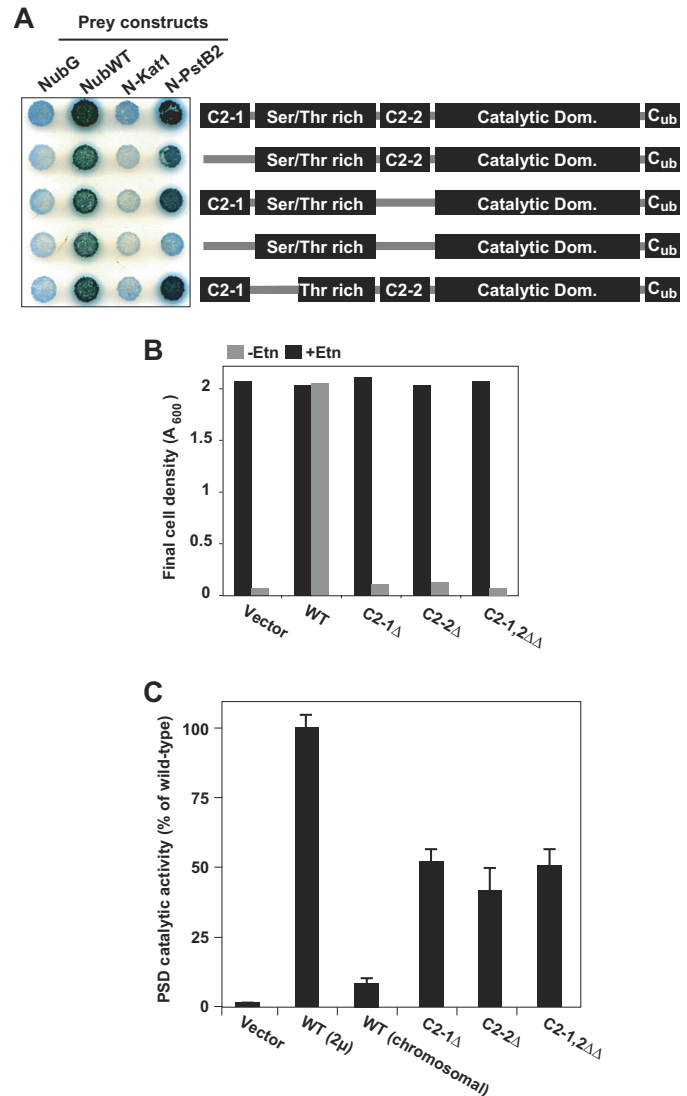 A
Prey constructs
NubG NubWT N-Kat1 N-PstB2
C2-1 Ser/Thr rich C2-2 Catalytic Dom. Cub
Ser/Thr rich C2-2 Catalytic Dom. Cub
C2-1 Ser/Thr rich Catalytic Dom. Cub
Ser/Thr rich Catalytic Dom. Cub
C2-1 Thr rich C2-2 Catalytic Dom. Cub
B
-Etn +Etn
Final cell density (A600)
2
1
0.5
0
Vector WT C2-1Δ C2-2Δ C2-1,2ΔΔ
C
PSD catalytic activity (% of wild-type)
100
75
50
25
0
Vector WT (2μ) WT (chromosomal) C2-1Δ C2-2Δ C2-1,2ΔΔ